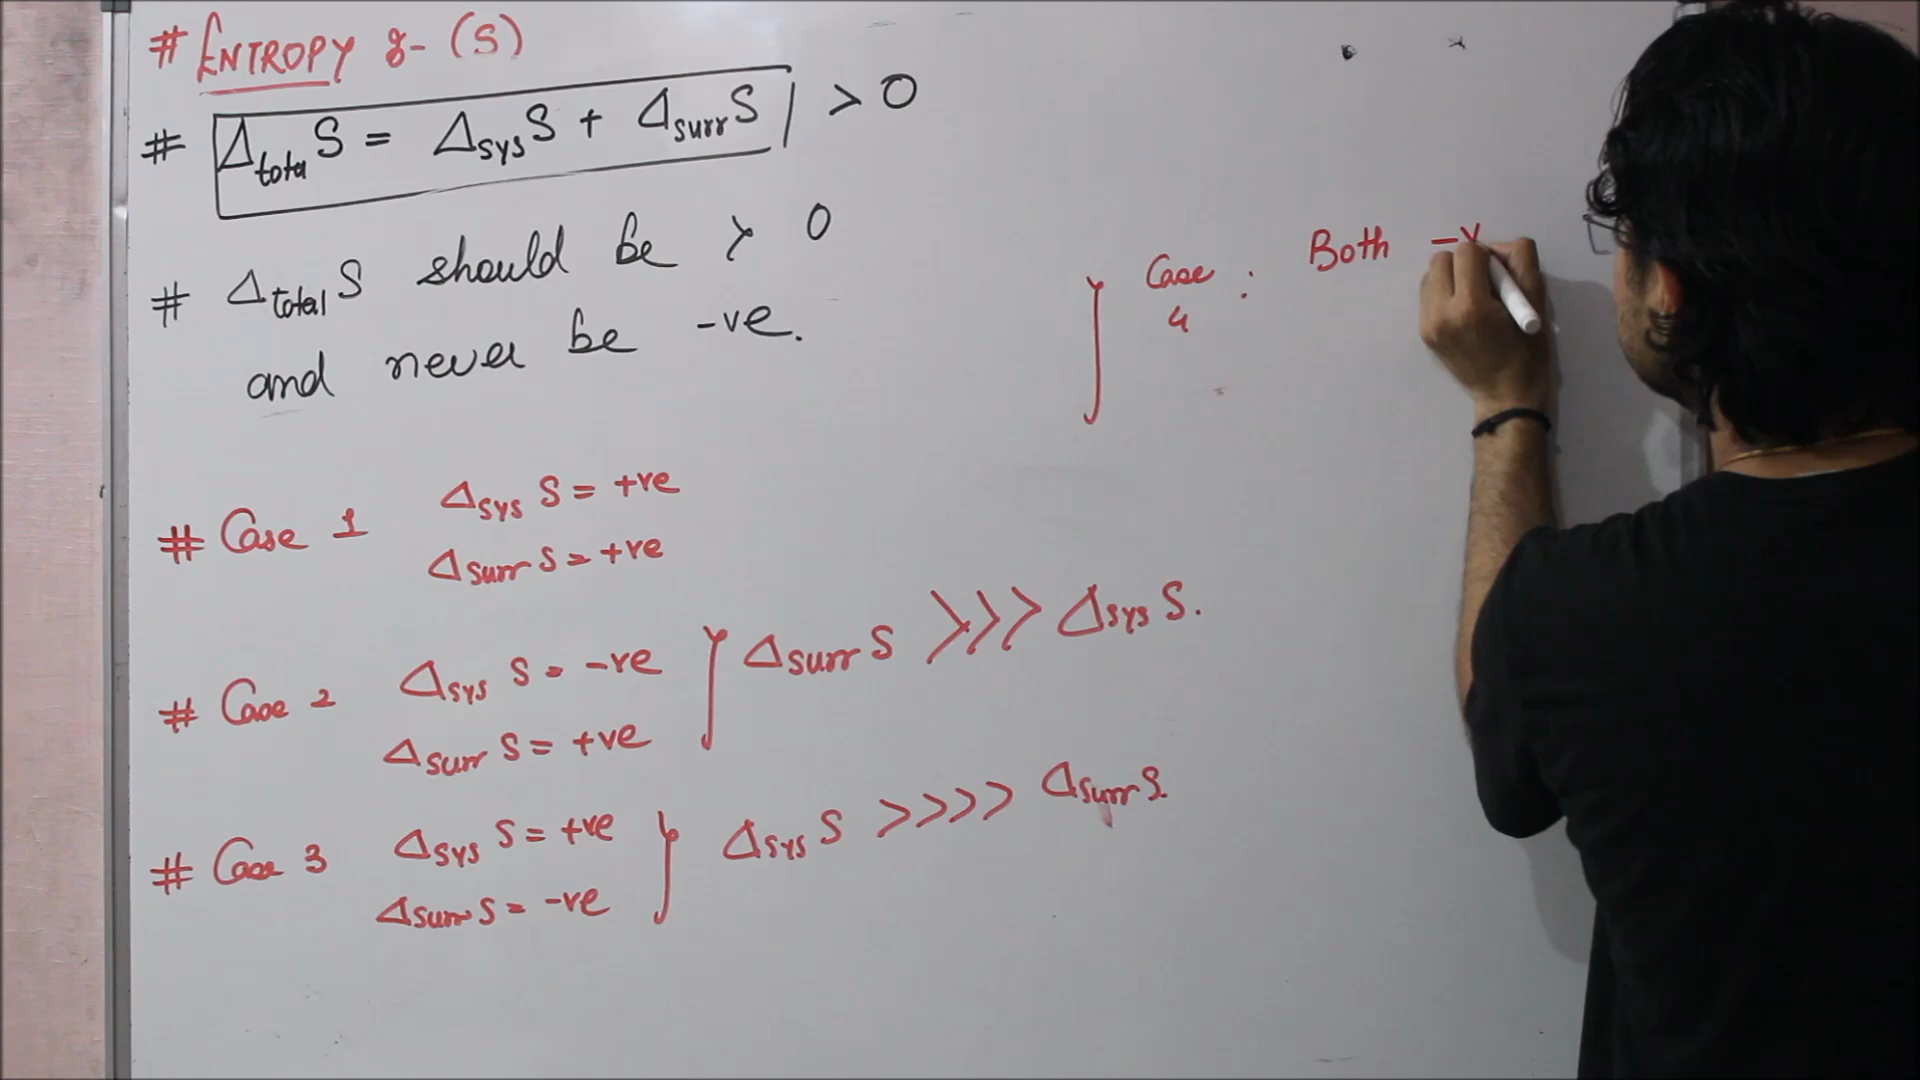 # ENTROPY :- (S)
# Δtota S = Δsys S + Δsurr S > 0
# Δtotal S should be > 0
and never be -ve.
# Case 1 Δsys S = +ve
Δsurr S = +ve
# Case 2 Δsys S = -ve
Δsurr S = +ve
Δsurr S >>> Δsys S.
# Case 3 Δsys S = +ve
Δsurr S = -ve
Δsys S >>>> Δsurr S.
Case 4 : Both -v